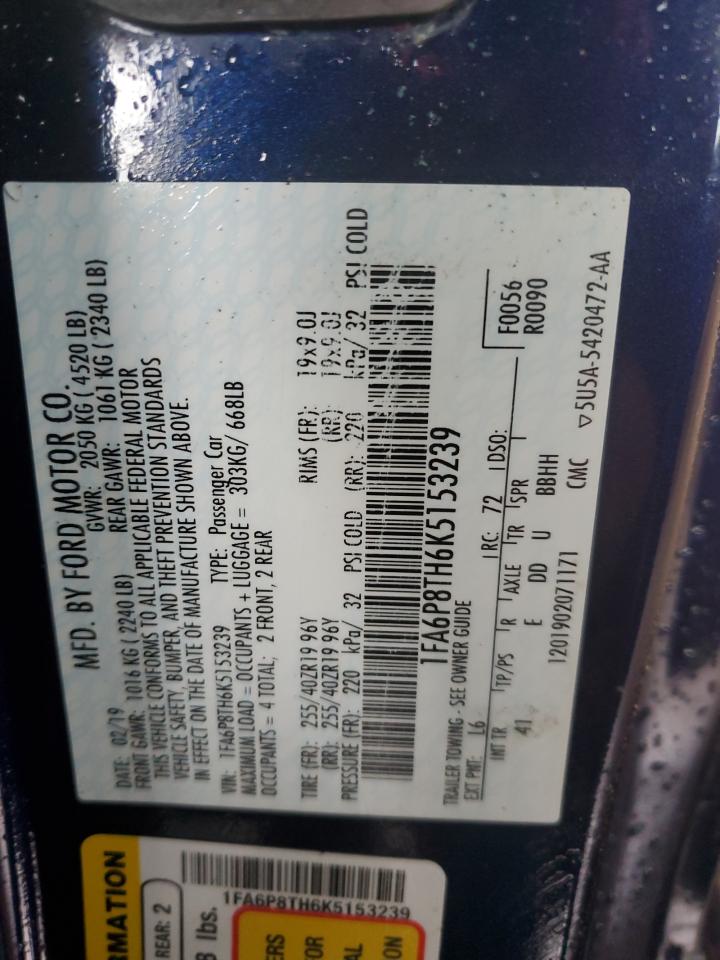 MFD. BY FORD MOTOR CO.
DATE: 02/19 GVWR: 2050 KG ( 4520 LB)
FRONT GAWR: 1016 KG ( 2240 LB) REAR GAWR: 1061 KG ( 2340 LB)
THIS VEHICLE CONFORMS TO ALL APPLICABLE FEDERAL MOTOR
VEHICLE SAFETY, BUMPER, AND THEFT PREVENTION STANDARDS
IN EFFECT ON THE DATE OF MANUFACTURE SHOWN ABOVE.
VIN: 1FA6P8TH6K5153239 TYPE: Passenger Car
MAXIMUM LOAD = OCCUPANTS + LUGGAGE = 303KG/ 668LB
OCCUPANTS = 4 TOTAL; 2 FRONT, 2 REAR
TIRE (FR): 255/40ZR19 96Y RIMS (FR): 19x9.0J
(RR): 255/40ZR19 96Y (RR): 19x9.0J
PRESSURE (FR): 220 kPa/ 32 PSI COLD (RR): 220 kPa/ 32 PSI COLD
1FA6P8TH6K5153239
TRAILER TOWING - SEE OWNER GUIDE
EXT PNT: L6 RC: 72 DSO: F0056
R0090
INT TR TP/PS R AXLE TR SPR
41 E DD U BBHH
1201902071171 CMC ▽5U5A-5420472-AA
RMATION
REAR: 2
8 lbs.
1FA6P8TH6K5153239
ERS
OR
AL
ON